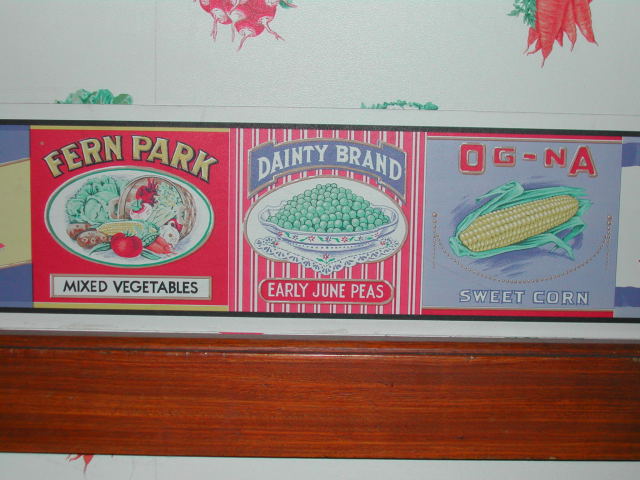 FERN PARK
MIXED VEGETABLES
DAINTY BRAND
EARLY JUNE PEAS
OG-NA
SWEET CORN